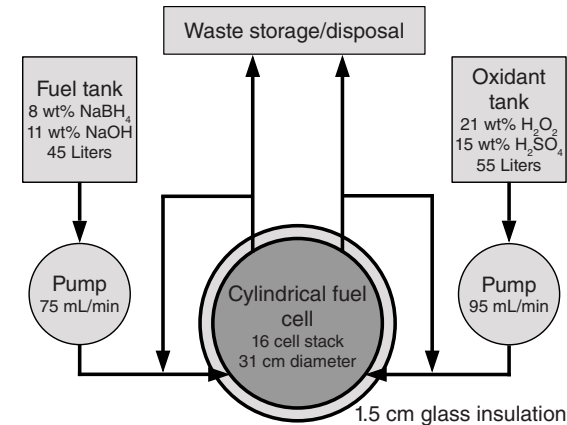 Waste storage/disposal
Fuel tank
8 wt% NaBH₄
11 wt% NaOH
45 Liters
Oxidant
tank
21 wt% H₂O₂
15 wt% H₂SO₄
55 Liters
Pump
75 mL/min
Cylindrical fuel
cell
16 cell stack
31 cm diameter
Pump
95 mL/min
1.5 cm glass insulation